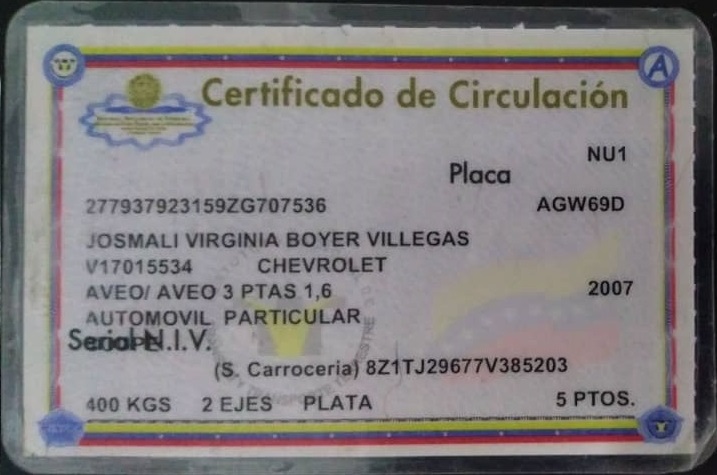 Certificado de Circulación
NU1
Placa
277937923159ZG707536 AGW69D
JOSMALI VIRGINIA BOYER VILLEGAS
V17015534 CHEVROLET
AVEO/ AVEO 3 PTAS 1,6 2007
AUTOMOVIL PARTICULAR
Serial N.I.V.
(S. Carroceria) 8Z1TJ29677V385203
400 KGS 2 EJES PLATA 5 PTOS.